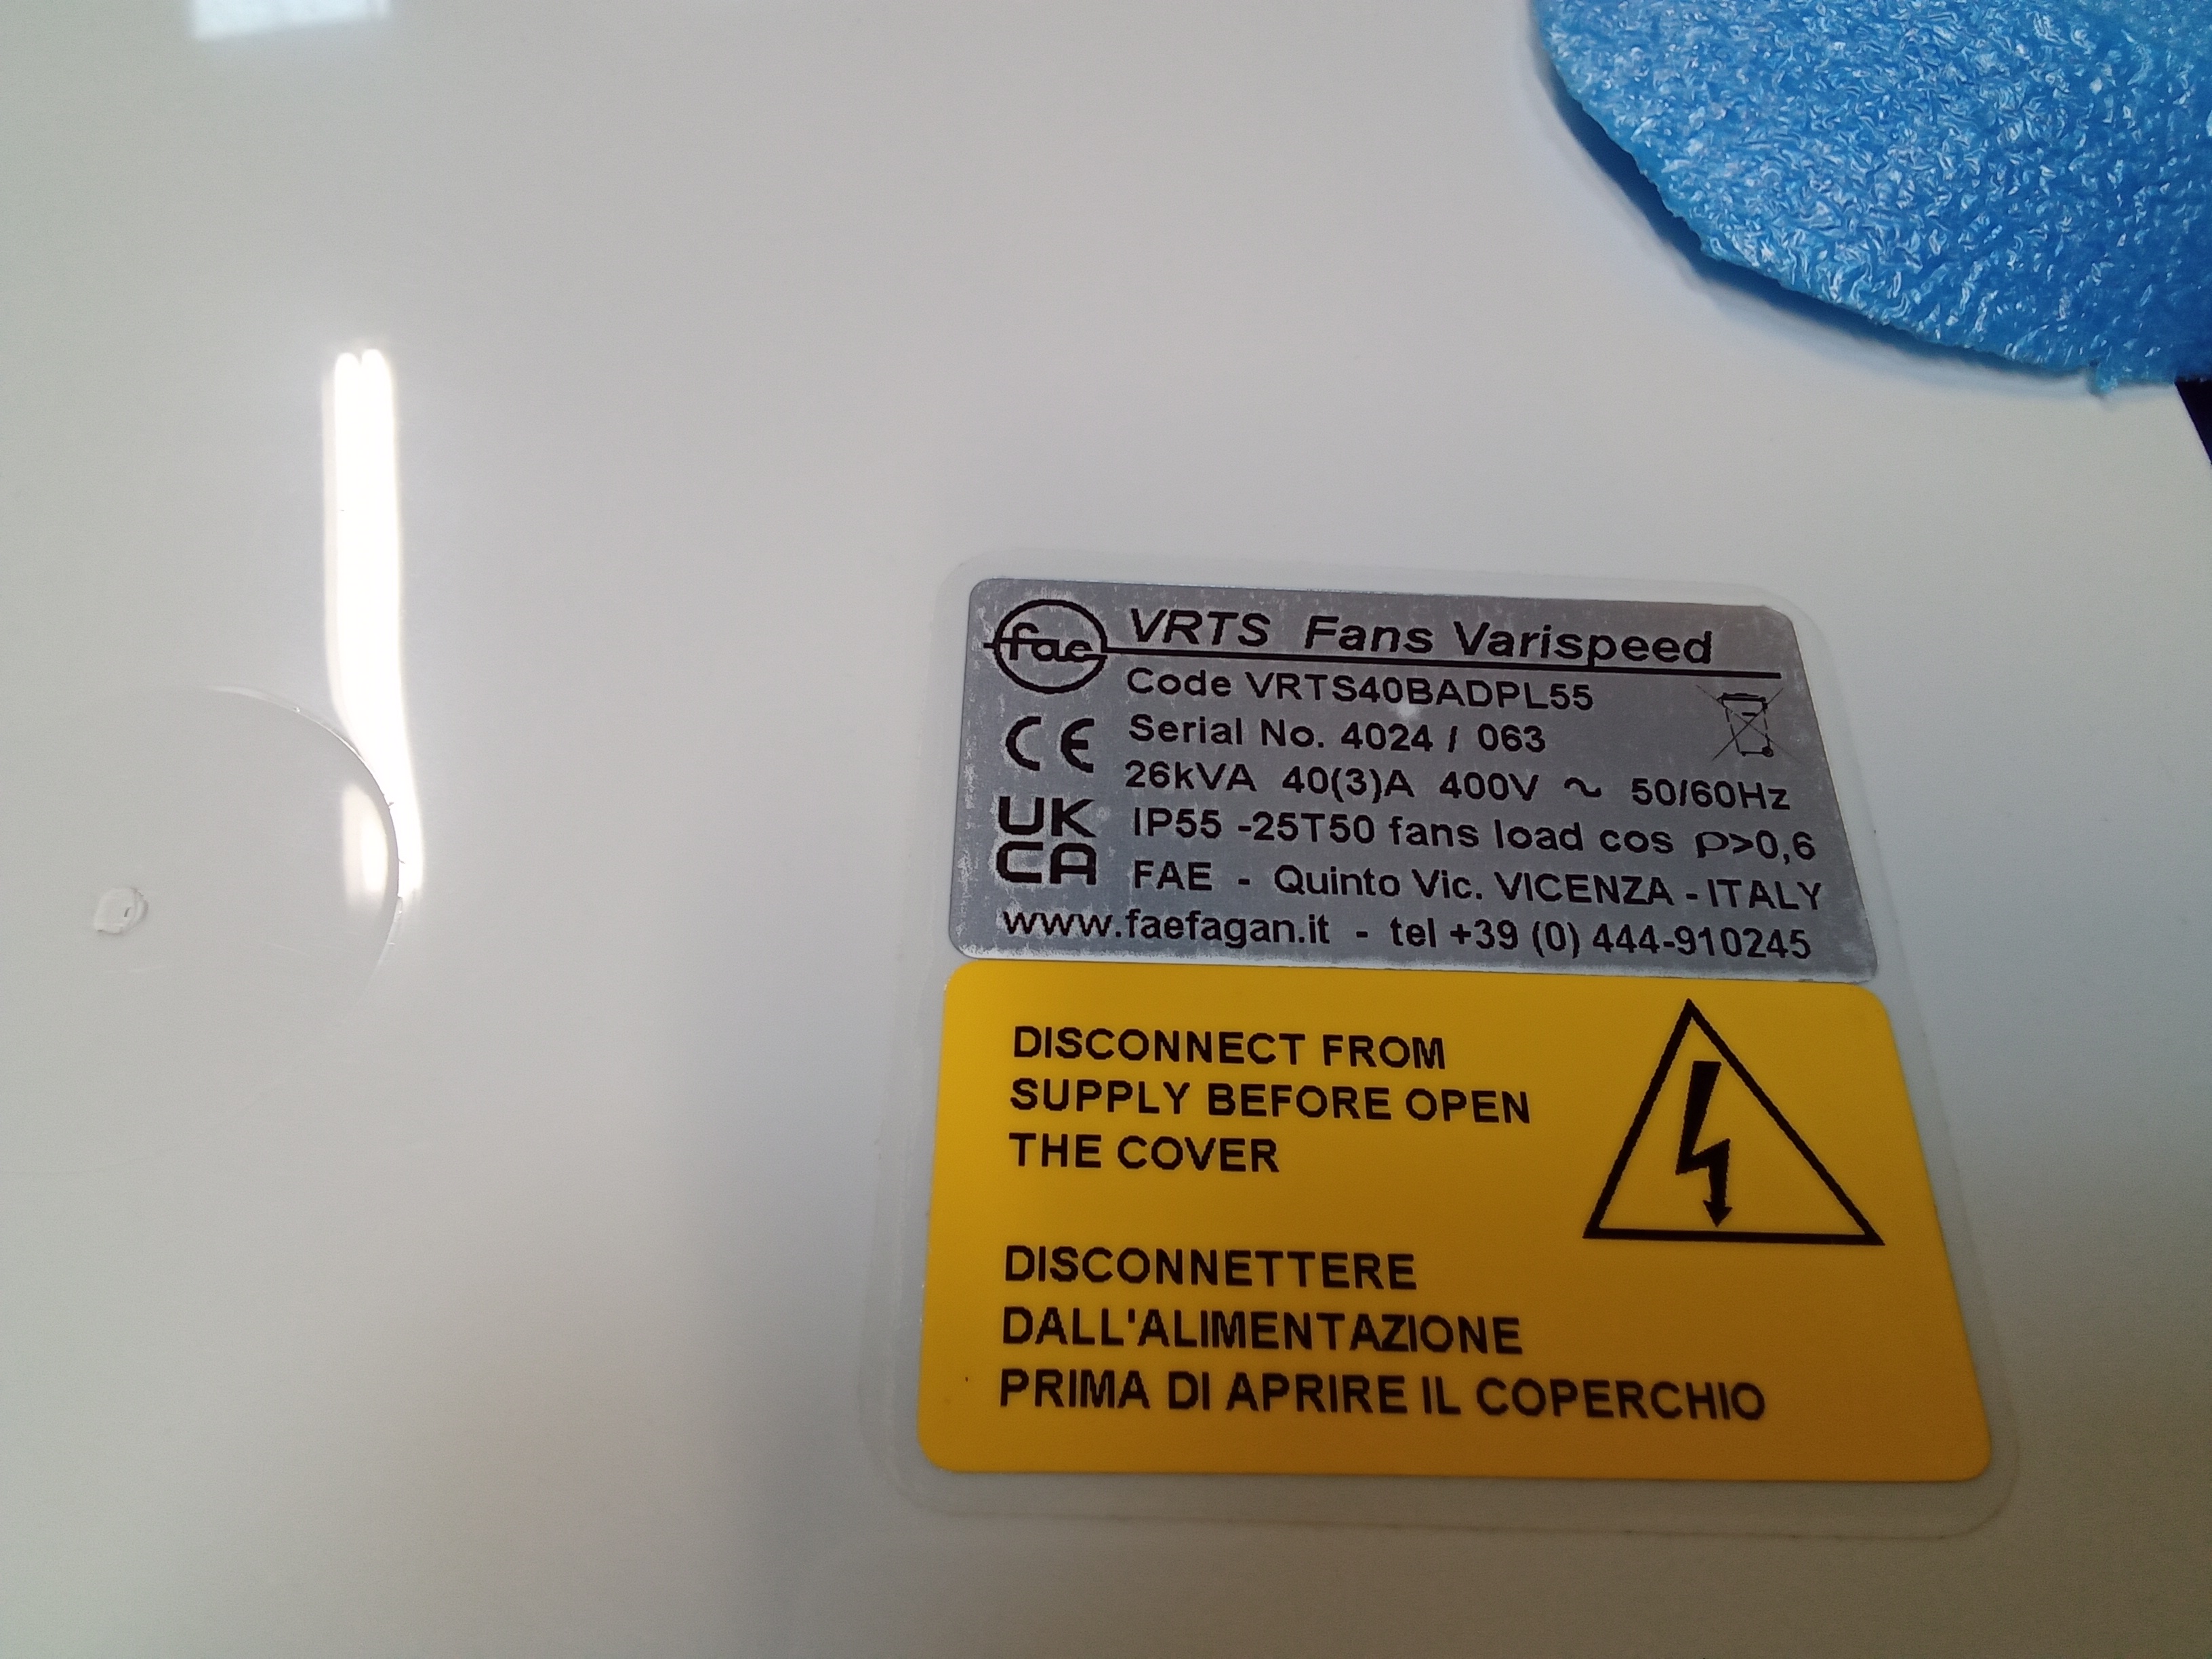 fae
VRTS Fans Varispeed
Code VRTS40BADPL55
Serial No. 4024 / 063
CE
26kVA 40(3)A 400V ~ 50/60Hz
UK
CA
IP55 -25T50 fans load cos ρ>0,6
FAE - Quinto Vic. VICENZA - ITALY
www.faefagan.it - tel +39 (0) 444-910245
DISCONNECT FROM
SUPPLY BEFORE OPEN
THE COVER
DISCONNETTERE
DALL'ALIMENTAZIONE
PRIMA DI APRIRE IL COPERCHIO